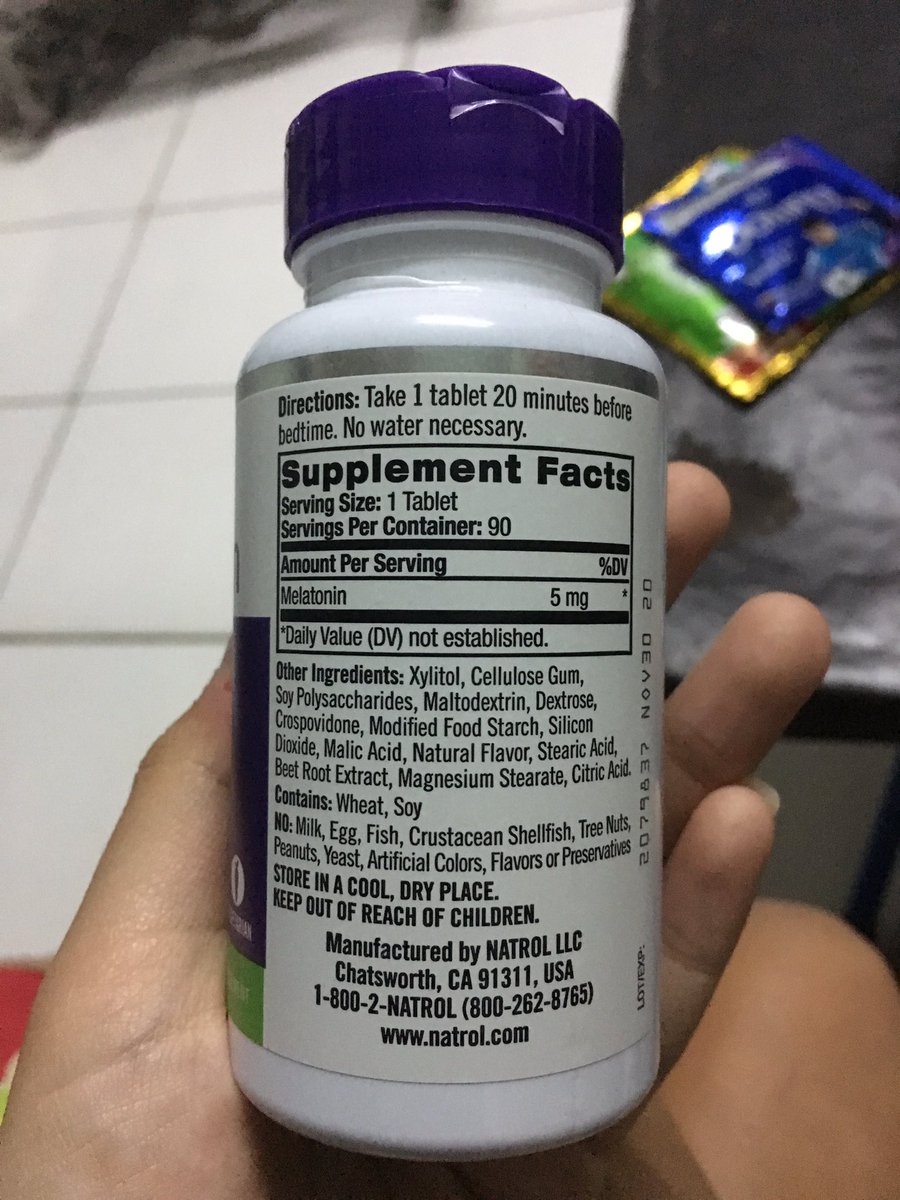 Directions: Take 1 tablet 20 minutes before
bedtime. No water necessary.
Supplement Facts
Serving Size: 1 Tablet
Servings Per Container: 90
Amount Per Serving %DV
Melatonin 5 mg *
*Daily Value (DV) not established.
Other Ingredients: Xylitol, Cellulose Gum,
Soy Polysaccharides, Maltodextrin, Dextrose,
Crospovidone, Modified Food Starch, Silicon
Dioxide, Malic Acid, Natural Flavor, Stearic Acid,
Beet Root Extract, Magnesium Stearate, Citric Acid.
Contains: Wheat, Soy
NO: Milk, Egg, Fish, Crustacean Shellfish, Tree Nuts,
Peanuts, Yeast, Artificial Colors, Flavors or Preservatives
STORE IN A COOL, DRY PLACE.
KEEP OUT OF REACH OF CHILDREN.
Manufactured by NATROL LLC
Chatsworth, CA 91311, USA
1-800-2-NATROL (800-262-8765)
www.natrol.com
LOT/EXP:
2079837 NOV30 20